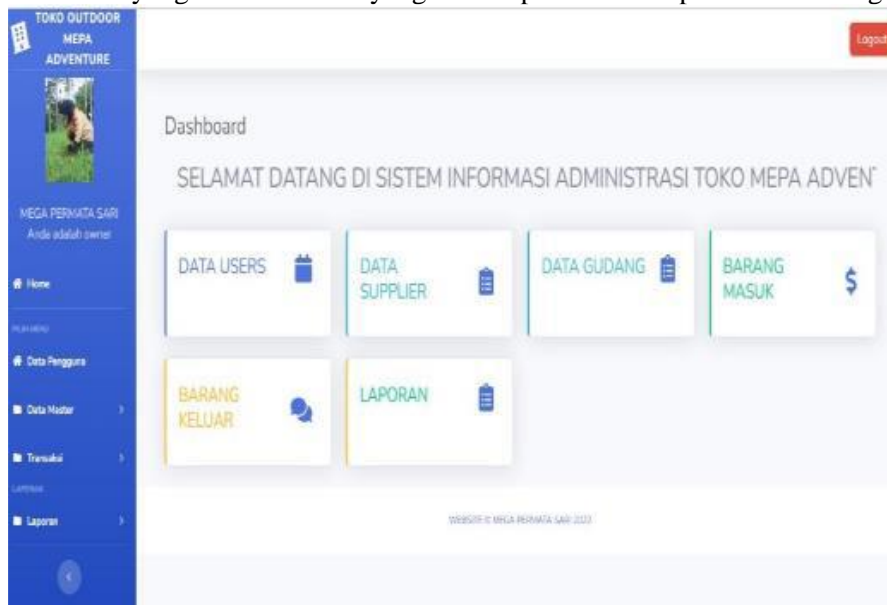 TOKO OUTDOOR
MEPA
ADVENTURE
Logout
MEGA PERMATA SARI
Anda adalah owner
Home
Data Pengguna
Data Master
Transaksi
LAPORAN
Laporan
Dashboard
SELAMAT DATANG DI SISTEM INFORMASI ADMINISTRASI TOKO MEPA ADVEN
DATA USERS
DATA
SUPPLIER
DATA GUDANG
BARANG
MASUK
BARANG
KELUAR
LAPORAN
WEBSITE © MEGA PERMATA SARI 2023